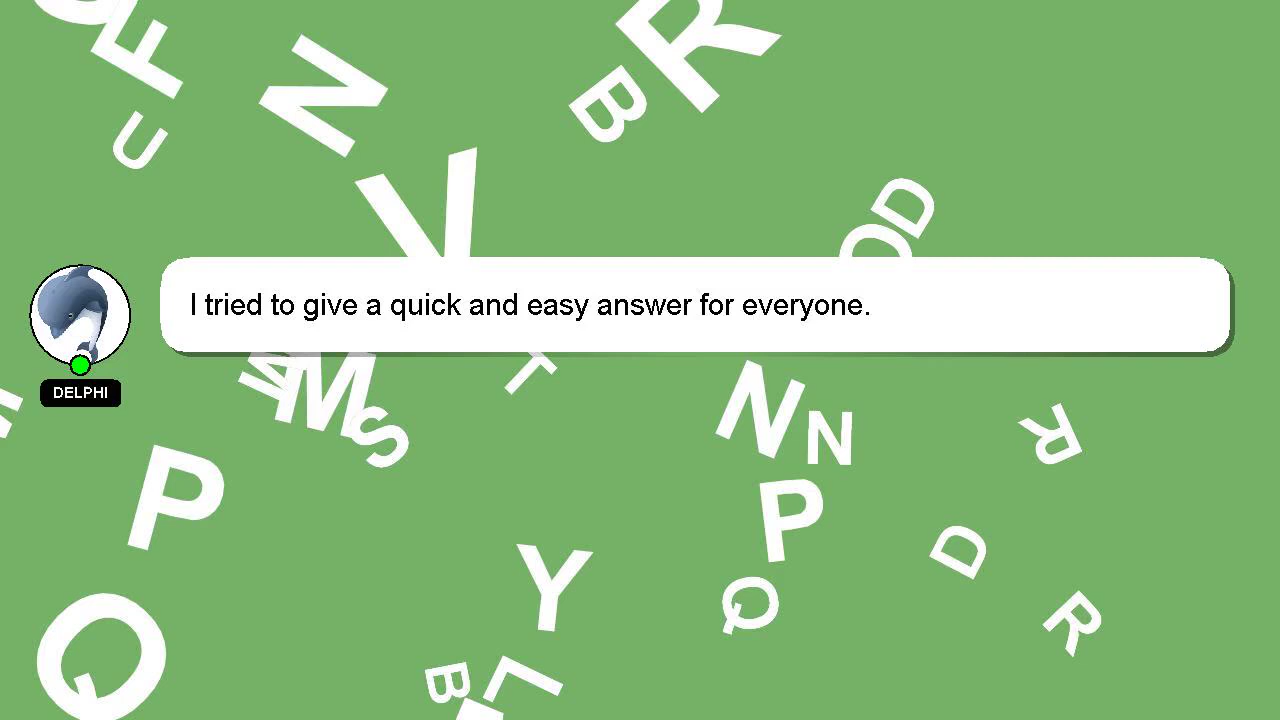 I tried to give a quick and easy answer for everyone.
DELPHI
F
U
N
V
B
R
D
M
S
T
N
N
R
P
P
Q
D
R
Y
Q
B
L